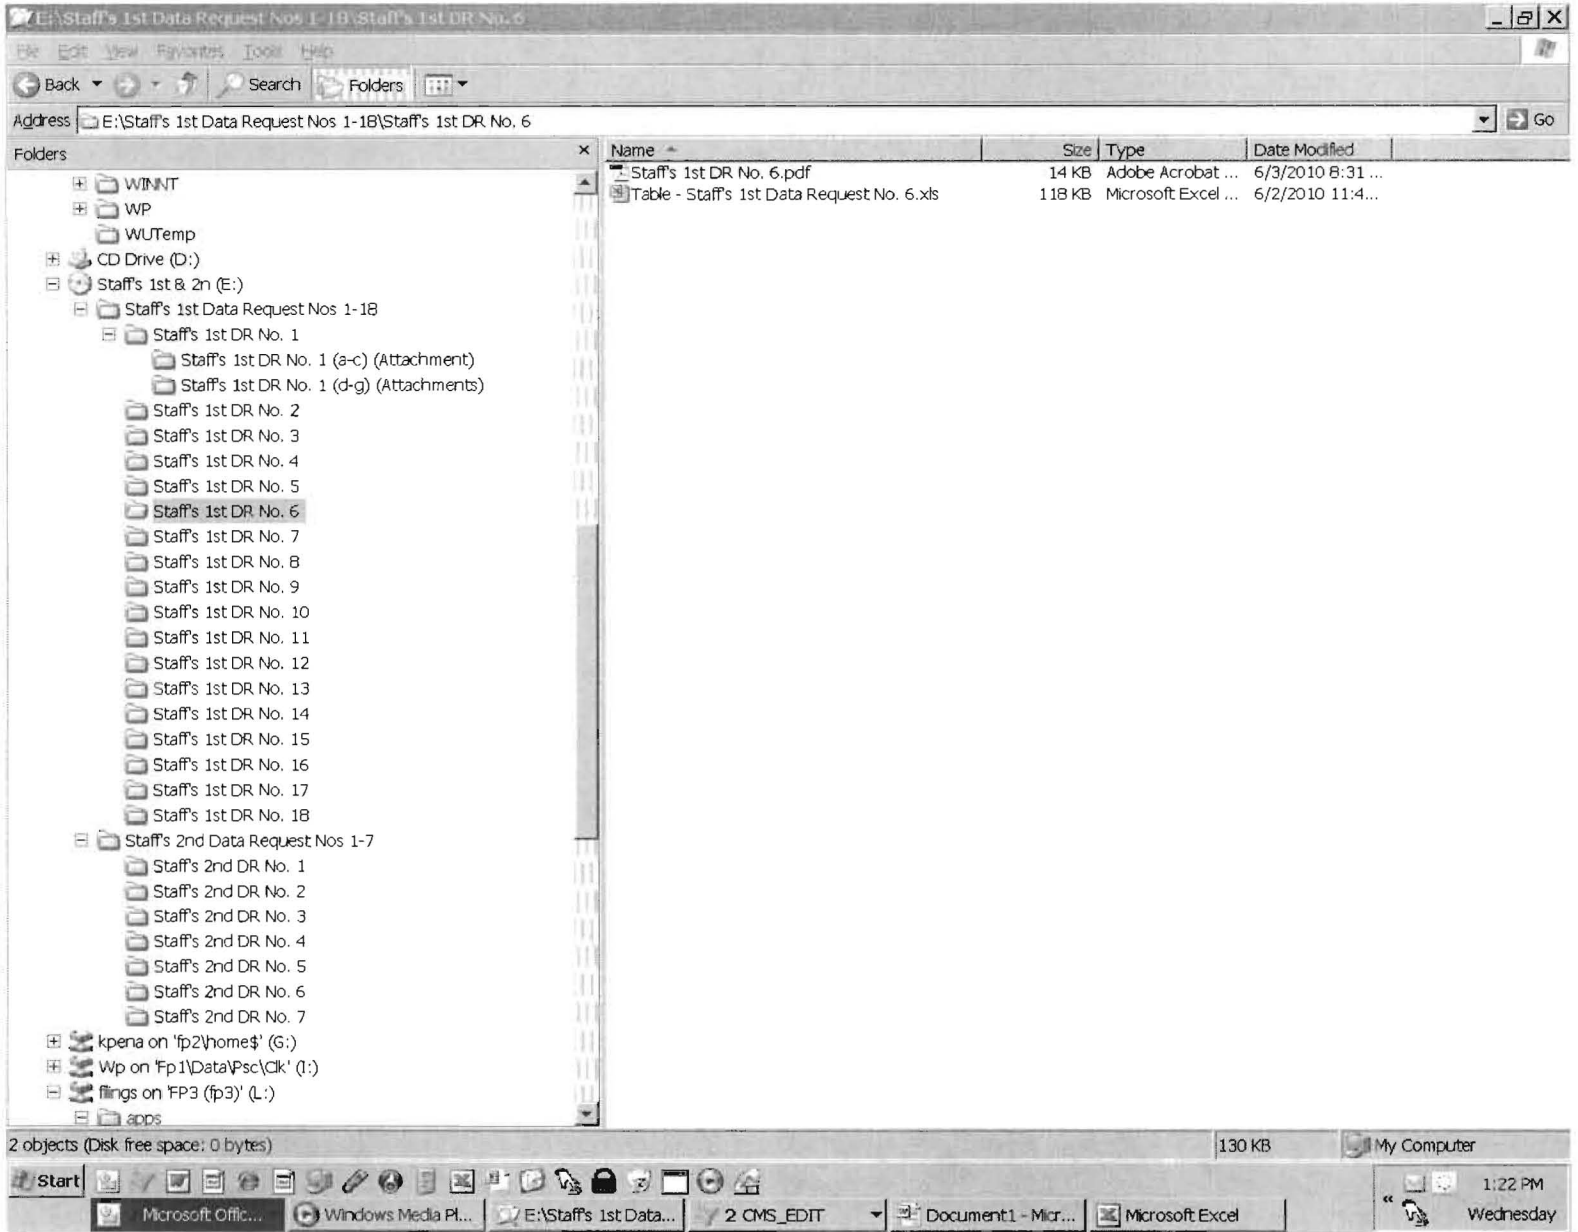 E:\Staff's 1st Data Request Nos 1-18\Staff's 1st DR No. 6
File Edit View Favorites Tools Help
Back Search Folders
Address E:\Staff's 1st Data Request Nos 1-18\Staff's 1st DR No. 6 Go
Folders
Name Size Type Date Modified
Staff's 1st DR No. 6.pdf 14 KB Adobe Acrobat ... 6/3/2010 8:31 ...
Table - Staff's 1st Data Request No. 6.xls 118 KB Microsoft Excel ... 6/2/2010 11:4...
WINNT
WP
WUTemp
CD Drive (D:)
Staff's 1st & 2n (E:)
Staff's 1st Data Request Nos 1-18
Staff's 1st DR No. 1
Staff's 1st DR No. 1 (a-c) (Attachment)
Staff's 1st DR No. 1 (d-g) (Attachments)
Staff's 1st DR No. 2
Staff's 1st DR No. 3
Staff's 1st DR No. 4
Staff's 1st DR No. 5
Staff's 1st DR No. 6
Staff's 1st DR No. 7
Staff's 1st DR No. 8
Staff's 1st DR No. 9
Staff's 1st DR No. 10
Staff's 1st DR No. 11
Staff's 1st DR No. 12
Staff's 1st DR No. 13
Staff's 1st DR No. 14
Staff's 1st DR No. 15
Staff's 1st DR No. 16
Staff's 1st DR No. 17
Staff's 1st DR No. 18
Staff's 2nd Data Request Nos 1-7
Staff's 2nd DR No. 1
Staff's 2nd DR No. 2
Staff's 2nd DR No. 3
Staff's 2nd DR No. 4
Staff's 2nd DR No. 5
Staff's 2nd DR No. 6
Staff's 2nd DR No. 7
kpena on 'fp2\home$' (G:)
Wp on 'Fp1\Data\Psc\Clk' (I:)
filings on 'FP3 (fp3)' (L:)
apps
2 objects (Disk free space: 0 bytes) 130 KB My Computer
Start 1:22 PM
Microsoft Offic... Windows Media Pl... E:\Staff's 1st Data... 2 CMS_EDIT Document1 - Micr... Microsoft Excel Wednesday